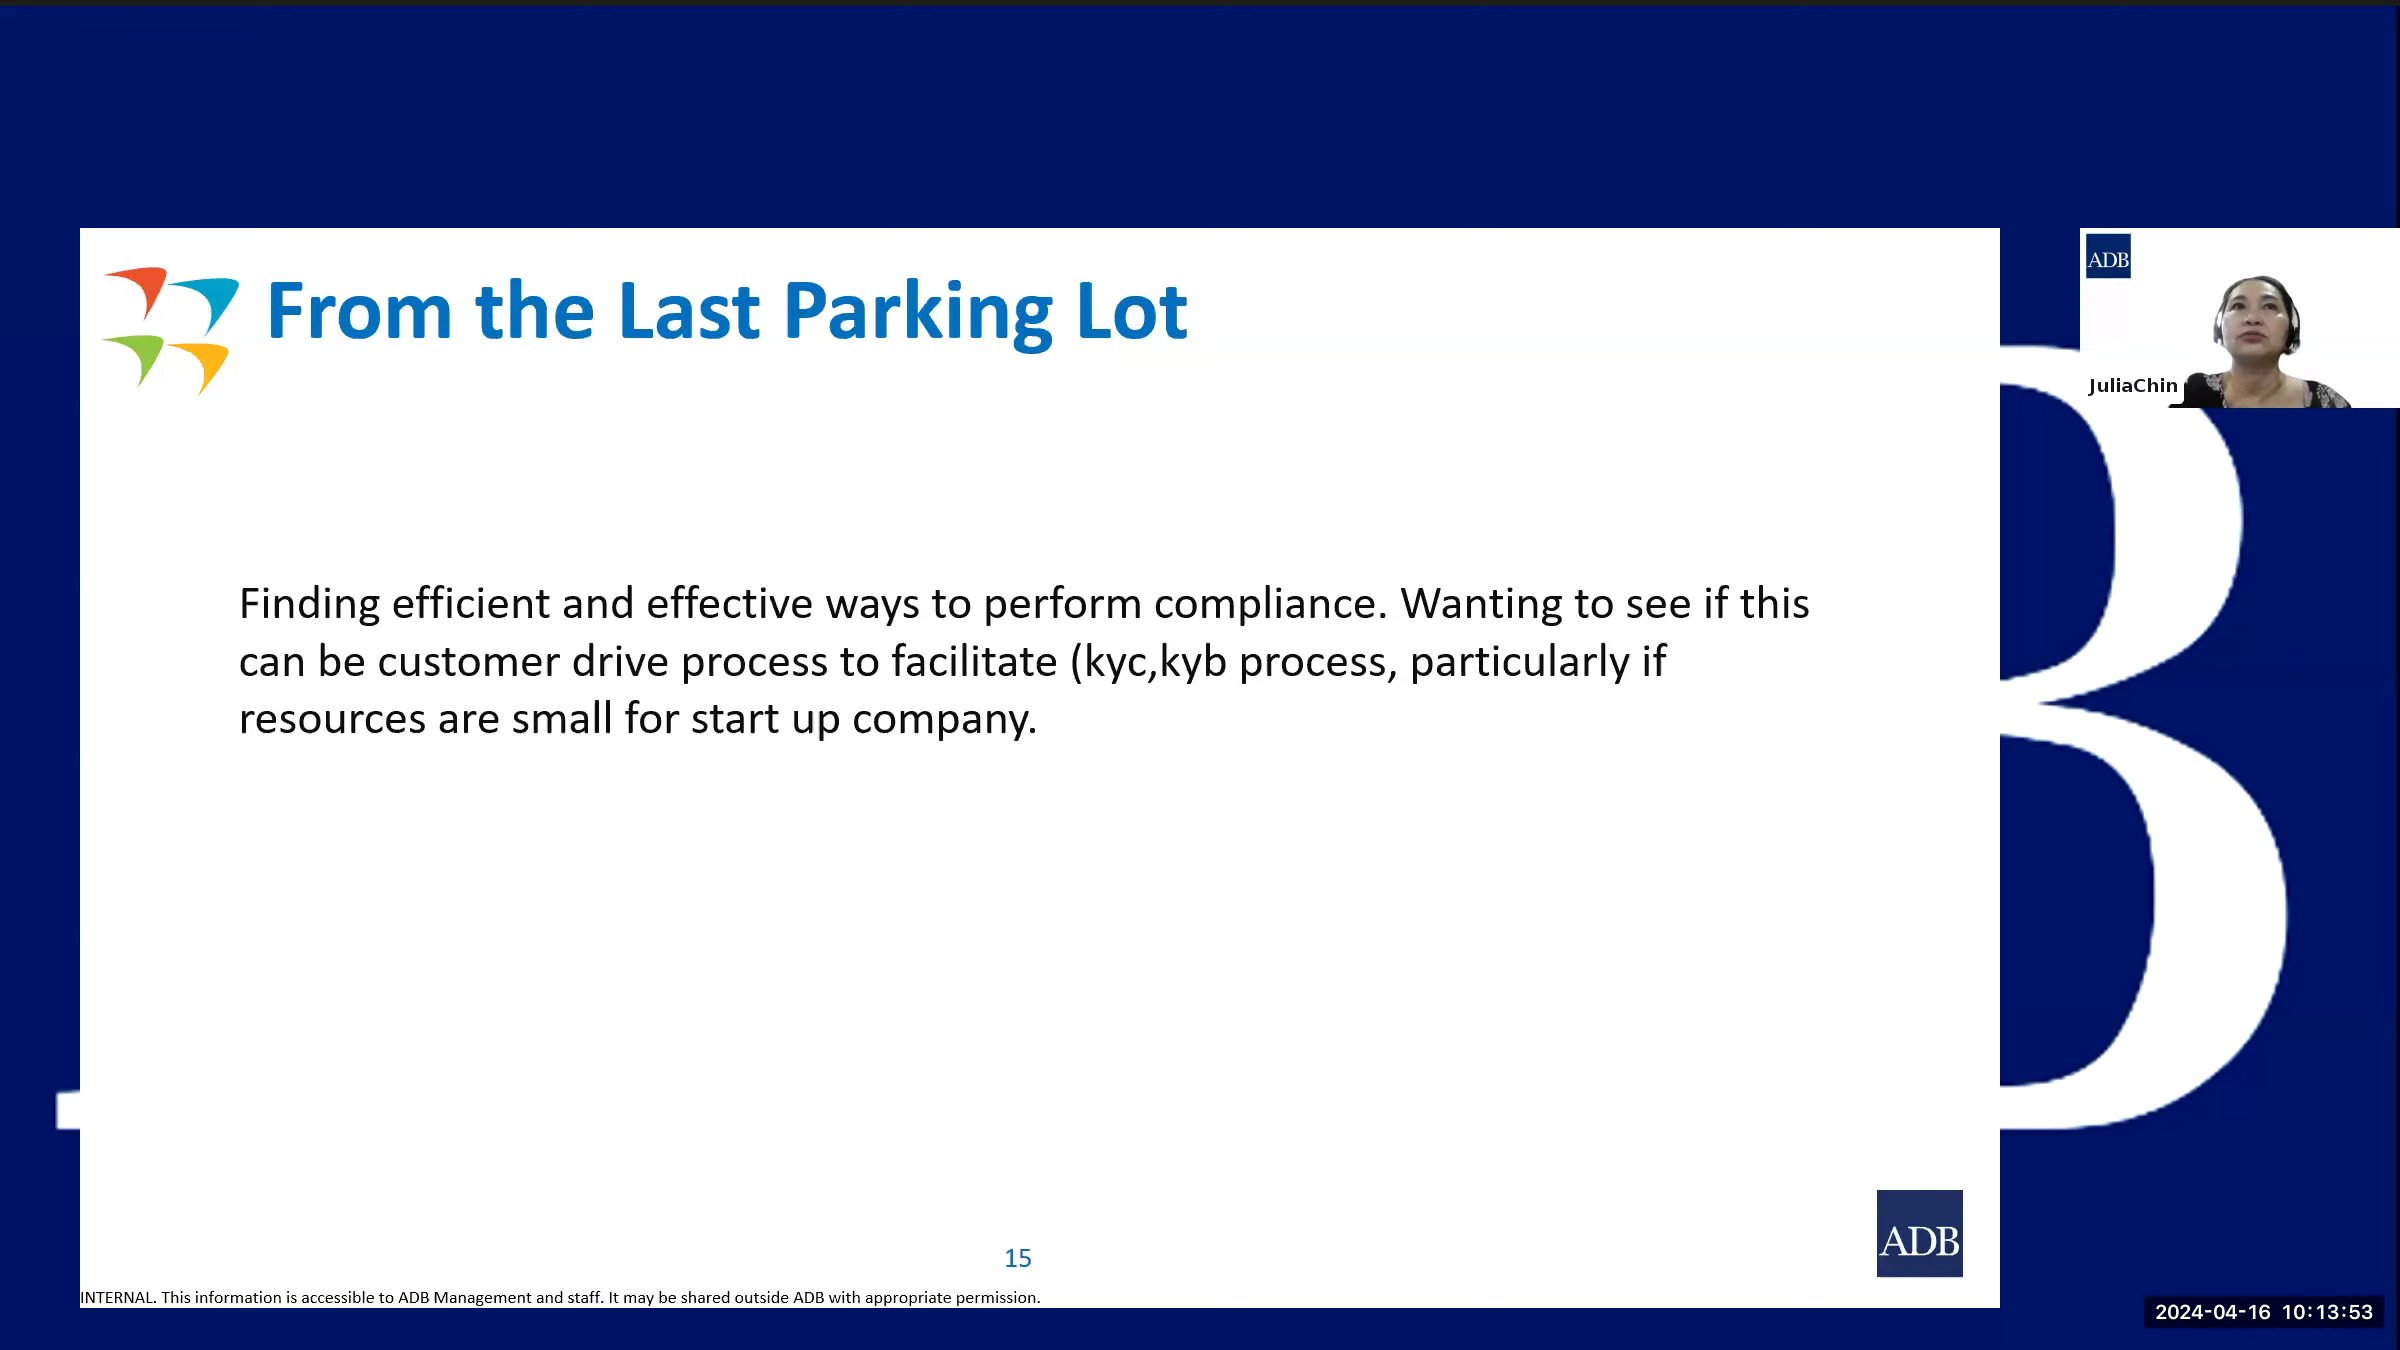 From the Last Parking Lot
ADB
JuliaChin
Finding efficient and effective ways to perform compliance. Wanting to see if this
can be customer drive process to facilitate (kyc,kyb process, particularly if
resources are small for start up company.
ADB
15
INTERNAL. This information is accessible to ADB Management and staff. It may be shared outside ADB with appropriate permission.
2024-04-16 10:13:53